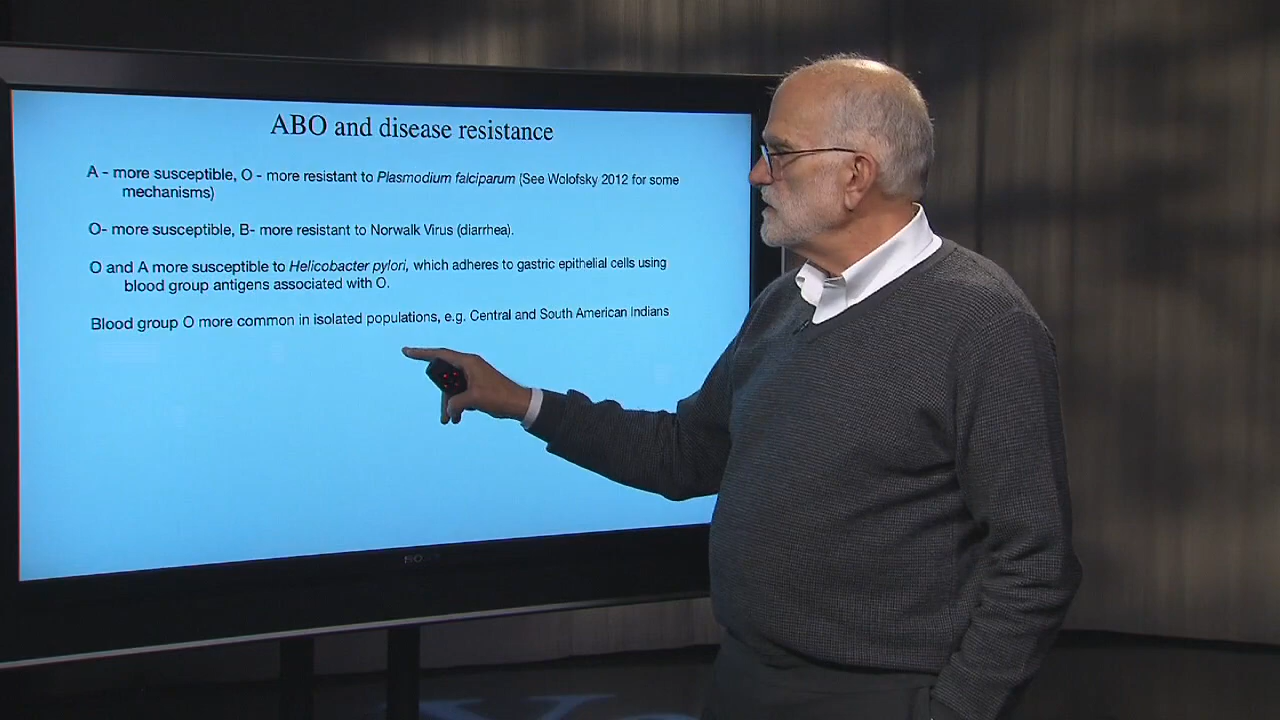 ABO and disease resistance
A - more susceptible, O - more resistant to Plasmodium falciparum (See Wolofsky 2012 for some
mechanisms)
O- more susceptible, B- more resistant to Norwalk Virus (diarrhea).
O and A more susceptible to Helicobacter pylori, which adheres to gastric epithelial cells using
blood group antigens associated with O.
Blood group O more common in isolated populations, e.g. Central and South American Indians
SONY